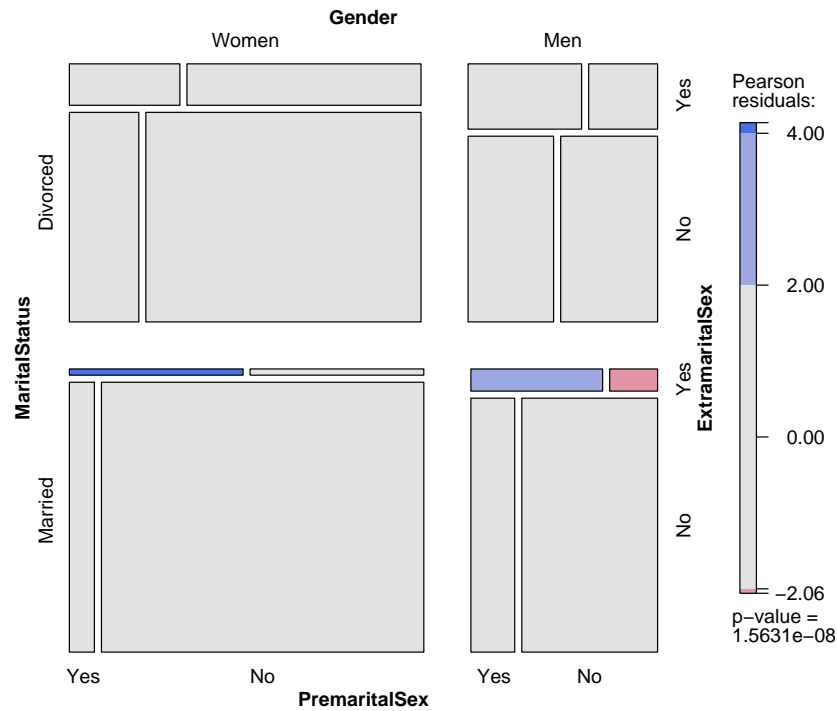 Gender
Women Men
Pearson
residuals:
4.00
2.00
0.00
−2.06
p−value =
1.5631e−08
MaritalStatus
Divorced
Married
ExtramaritalSex
Yes
No
Yes
No
Yes No Yes No
PremaritalSex